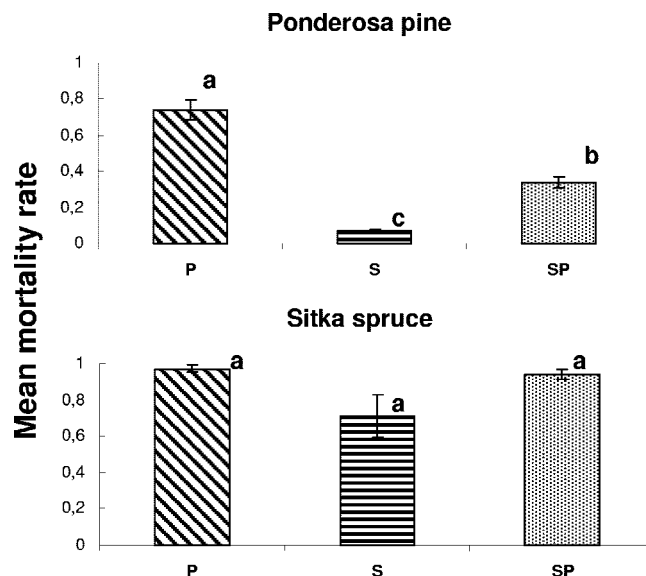 Ponderosa pine
Mean mortality rate
1
a
0,8
0,6
b
0,4
0,2
c
0
P S SP
Sitka spruce
1
a a
0,8
a
0,6
0,4
0,2
0
P S SP